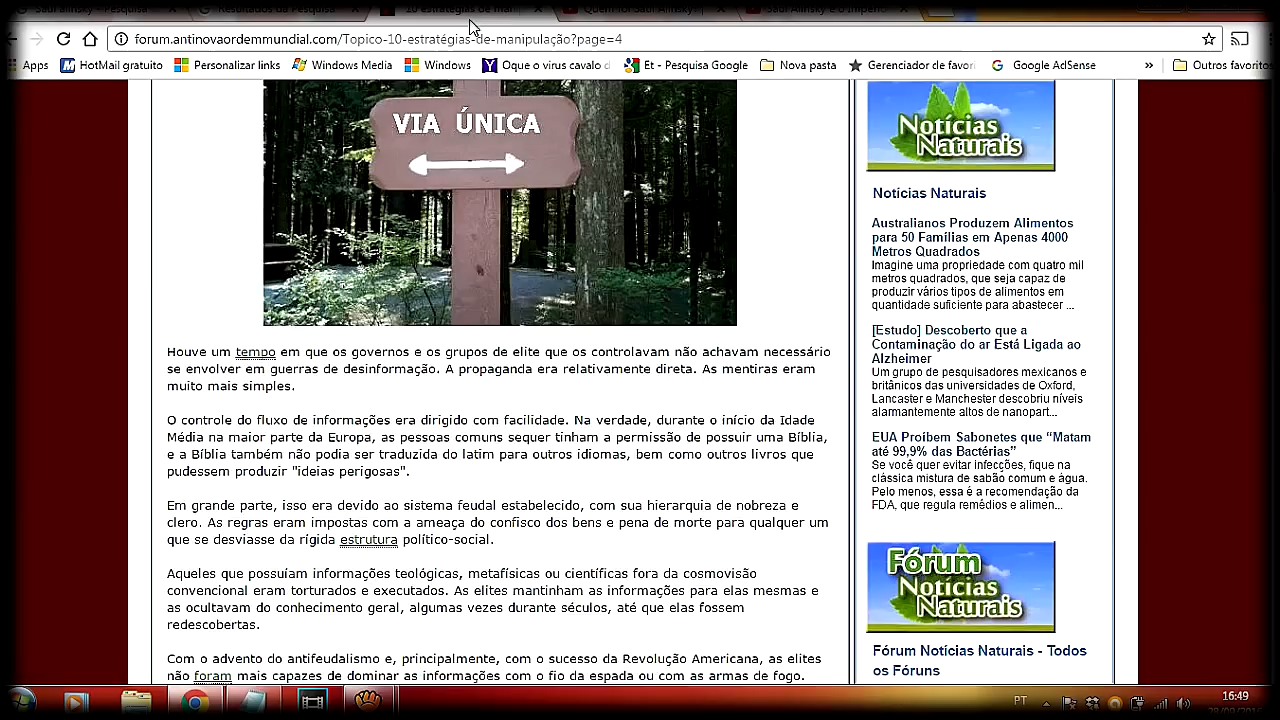 forum.antinovaordemmundial.com/Topico-10-estratégias-de-manipulação?page=4
Apps HotMail gratuito Personalizar links Windows Media Windows Oque o virus cavalo d Et - Pesquisa Google Nova pasta Gerenciador de favori Google AdSense » Outros favoritos
VIA ÚNICA
Houve um tempo em que os governos e os grupos de elite que os controlavam não achavam necessário
se envolver em guerras de desinformação. A propaganda era relativamente direta. As mentiras eram
muito mais simples.
O controle do fluxo de informações era dirigido com facilidade. Na verdade, durante o início da Idade
Média na maior parte da Europa, as pessoas comuns sequer tinham a permissão de possuir uma Bíblia,
e a Bíblia também não podia ser traduzida do latim para outros idiomas, bem como outros livros que
pudessem produzir "ideias perigosas".
Em grande parte, isso era devido ao sistema feudal estabelecido, com sua hierarquia de nobreza e
clero. As regras eram impostas com a ameaça do confisco dos bens e pena de morte para qualquer um
que se desviasse da rígida estrutura político-social.
Aqueles que possuíam informações teológicas, metafísicas ou científicas fora da cosmovisão
convencional eram torturados e executados. As elites mantinham as informações para elas mesmas e
as ocultavam do conhecimento geral, algumas vezes durante séculos, até que elas fossem
redescobertas.
Com o advento do antifeudalismo e, principalmente, com o sucesso da Revolução Americana, as elites
não foram mais capazes de dominar as informações com o fio da espada ou com as armas de fogo.
Notícias
Naturais
Notícias Naturais
Australianos Produzem Alimentos
para 50 Famílias em Apenas 4000
Metros Quadrados
Imagine uma propriedade com quatro mil
metros quadrados, que seja capaz de
produzir vários tipos de alimentos em
quantidade suficiente para abastecer ...
[Estudo] Descoberto que a
Contaminação do ar Está Ligada ao
Alzheimer
Um grupo de pesquisadores mexicanos e
britânicos das universidades de Oxford,
Lancaster e Manchester descobriu níveis
alarmantemente altos de nanopart...
EUA Proíbem Sabonetes que “Matam
até 99,9% das Bactérias”
Se você quer evitar infecções, fique na
clássica mistura de sabão comum e água.
Pelo menos, essa é a recomendação da
FDA, que regula remédios e alimen...
Fórum
Notícias
Naturais
Fórum Notícias Naturais - Todos
os Fóruns
PT
16:49